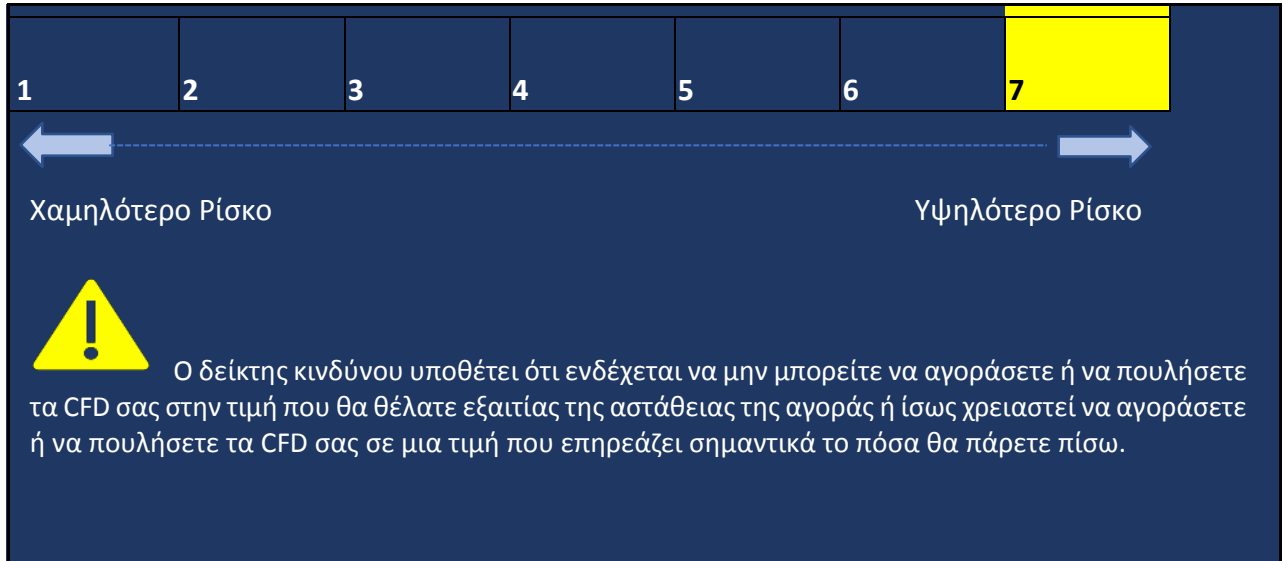 1 2 3 4 5 6 7
Χαμηλότερο Ρίσκο Υψηλότερο Ρίσκο
Ο δείκτης κινδύνου υποθέτει ότι ενδέχεται να μην μπορείτε να αγοράσετε ή να πουλήσετε
τα CFD σας στην τιμή που θα θέλατε εξαιτίας της αστάθειας της αγοράς ή ίσως χρειαστεί να αγοράσετε
ή να πουλήσετε τα CFD σας σε μια τιμή που επηρεάζει σημαντικά το πόσα θα πάρετε πίσω.